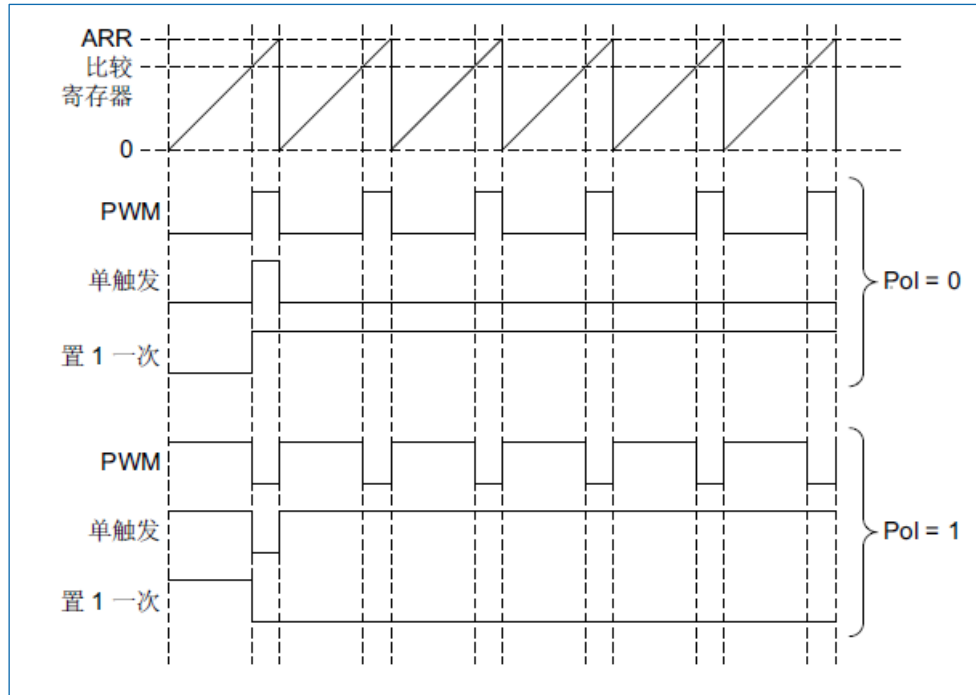 ARR
比较
寄存器
0
PWM
单触发
置 1 一次
Pol = 0
PWM
单触发
置 1 一次
Pol = 1